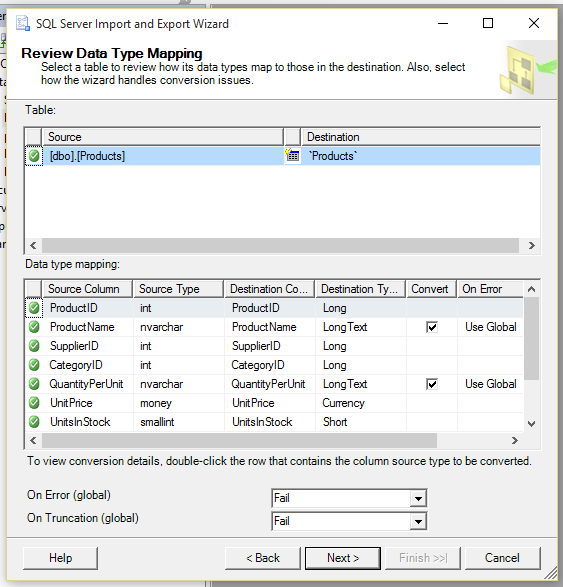 SQL Server Import and Export Wizard
Review Data Type Mapping
Select a table to review how its data types map to those in the destination. Also, select
how the wizard handles conversion issues.
Table:
Source Destination
[dbo].[Products] `Products`
Data type mapping:
Source Column Source Type Destination Co... Destination Ty... Convert On Error
ProductID int ProductID Long
ProductName nvarchar ProductName LongText Use Global
SupplierID int SupplierID Long
CategoryID int CategoryID Long
QuantityPerUnit nvarchar QuantityPerUnit LongText Use Global
UnitPrice money UnitPrice Currency
UnitsInStock smallint UnitsInStock Short
To view conversion details, double-click the row that contains the column source type to be converted.
On Error (global) Fail
On Truncation (global) Fail
Help < Back Next > Finish >>| Cancel